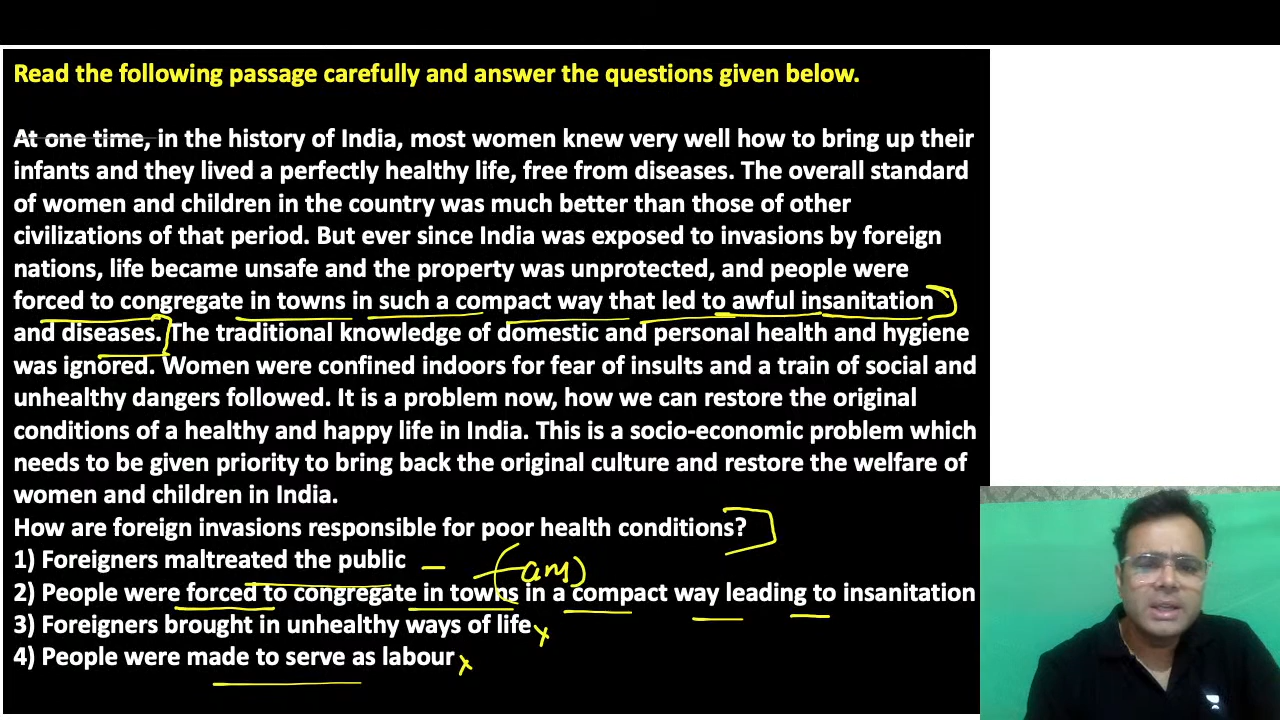 Read the following passage carefully and answer the questions given below.
At one time, in the history of India, most women knew very well how to bring up their
infants and they lived a perfectly healthy life, free from diseases. The overall standard
of women and children in the country was much better than those of other
civilizations of that period. But ever since India was exposed to invasions by foreign
nations, life became unsafe and the property was unprotected, and people were
forced to congregate in towns in such a compact way that led to awful insanitation
and diseases. The traditional knowledge of domestic and personal health and hygiene
was ignored. Women were confined indoors for fear of insults and a train of social and
unhealthy dangers followed. It is a problem now, how we can restore the original
conditions of a healthy and happy life in India. This is a socio-economic problem which
needs to be given priority to bring back the original culture and restore the welfare of
women and children in India.
How are foreign invasions responsible for poor health conditions?
1) Foreigners maltreated the public
(ans)
2) People were forced to congregate in towns in a compact way leading to insanitation
3) Foreigners brought in unhealthy ways of life x
4) People were made to serve as labour x